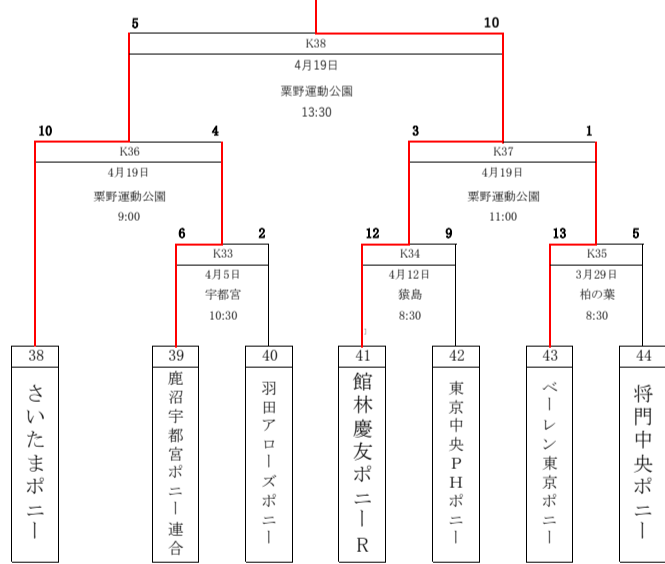 5 10
K38
4月19日
粟野運動公園
13:30
10 4 3 1
K36 K37
4月19日 4月19日
粟野運動公園 粟野運動公園
9:00 11:00
6 2 12 9 13 5
K33 K34 K35
4月5日 4月12日 3月29日
宇都宮 猿島 柏の葉
10:30 8:30 8:30
38 39 40 41 42 43 44
さいたまポニー
鹿沼宇都宮ポニー連合
羽田アローズポニー
館林慶友ポニーR
東京中央PHポニー
ベーレン東京ポニー
将門中央ポニー